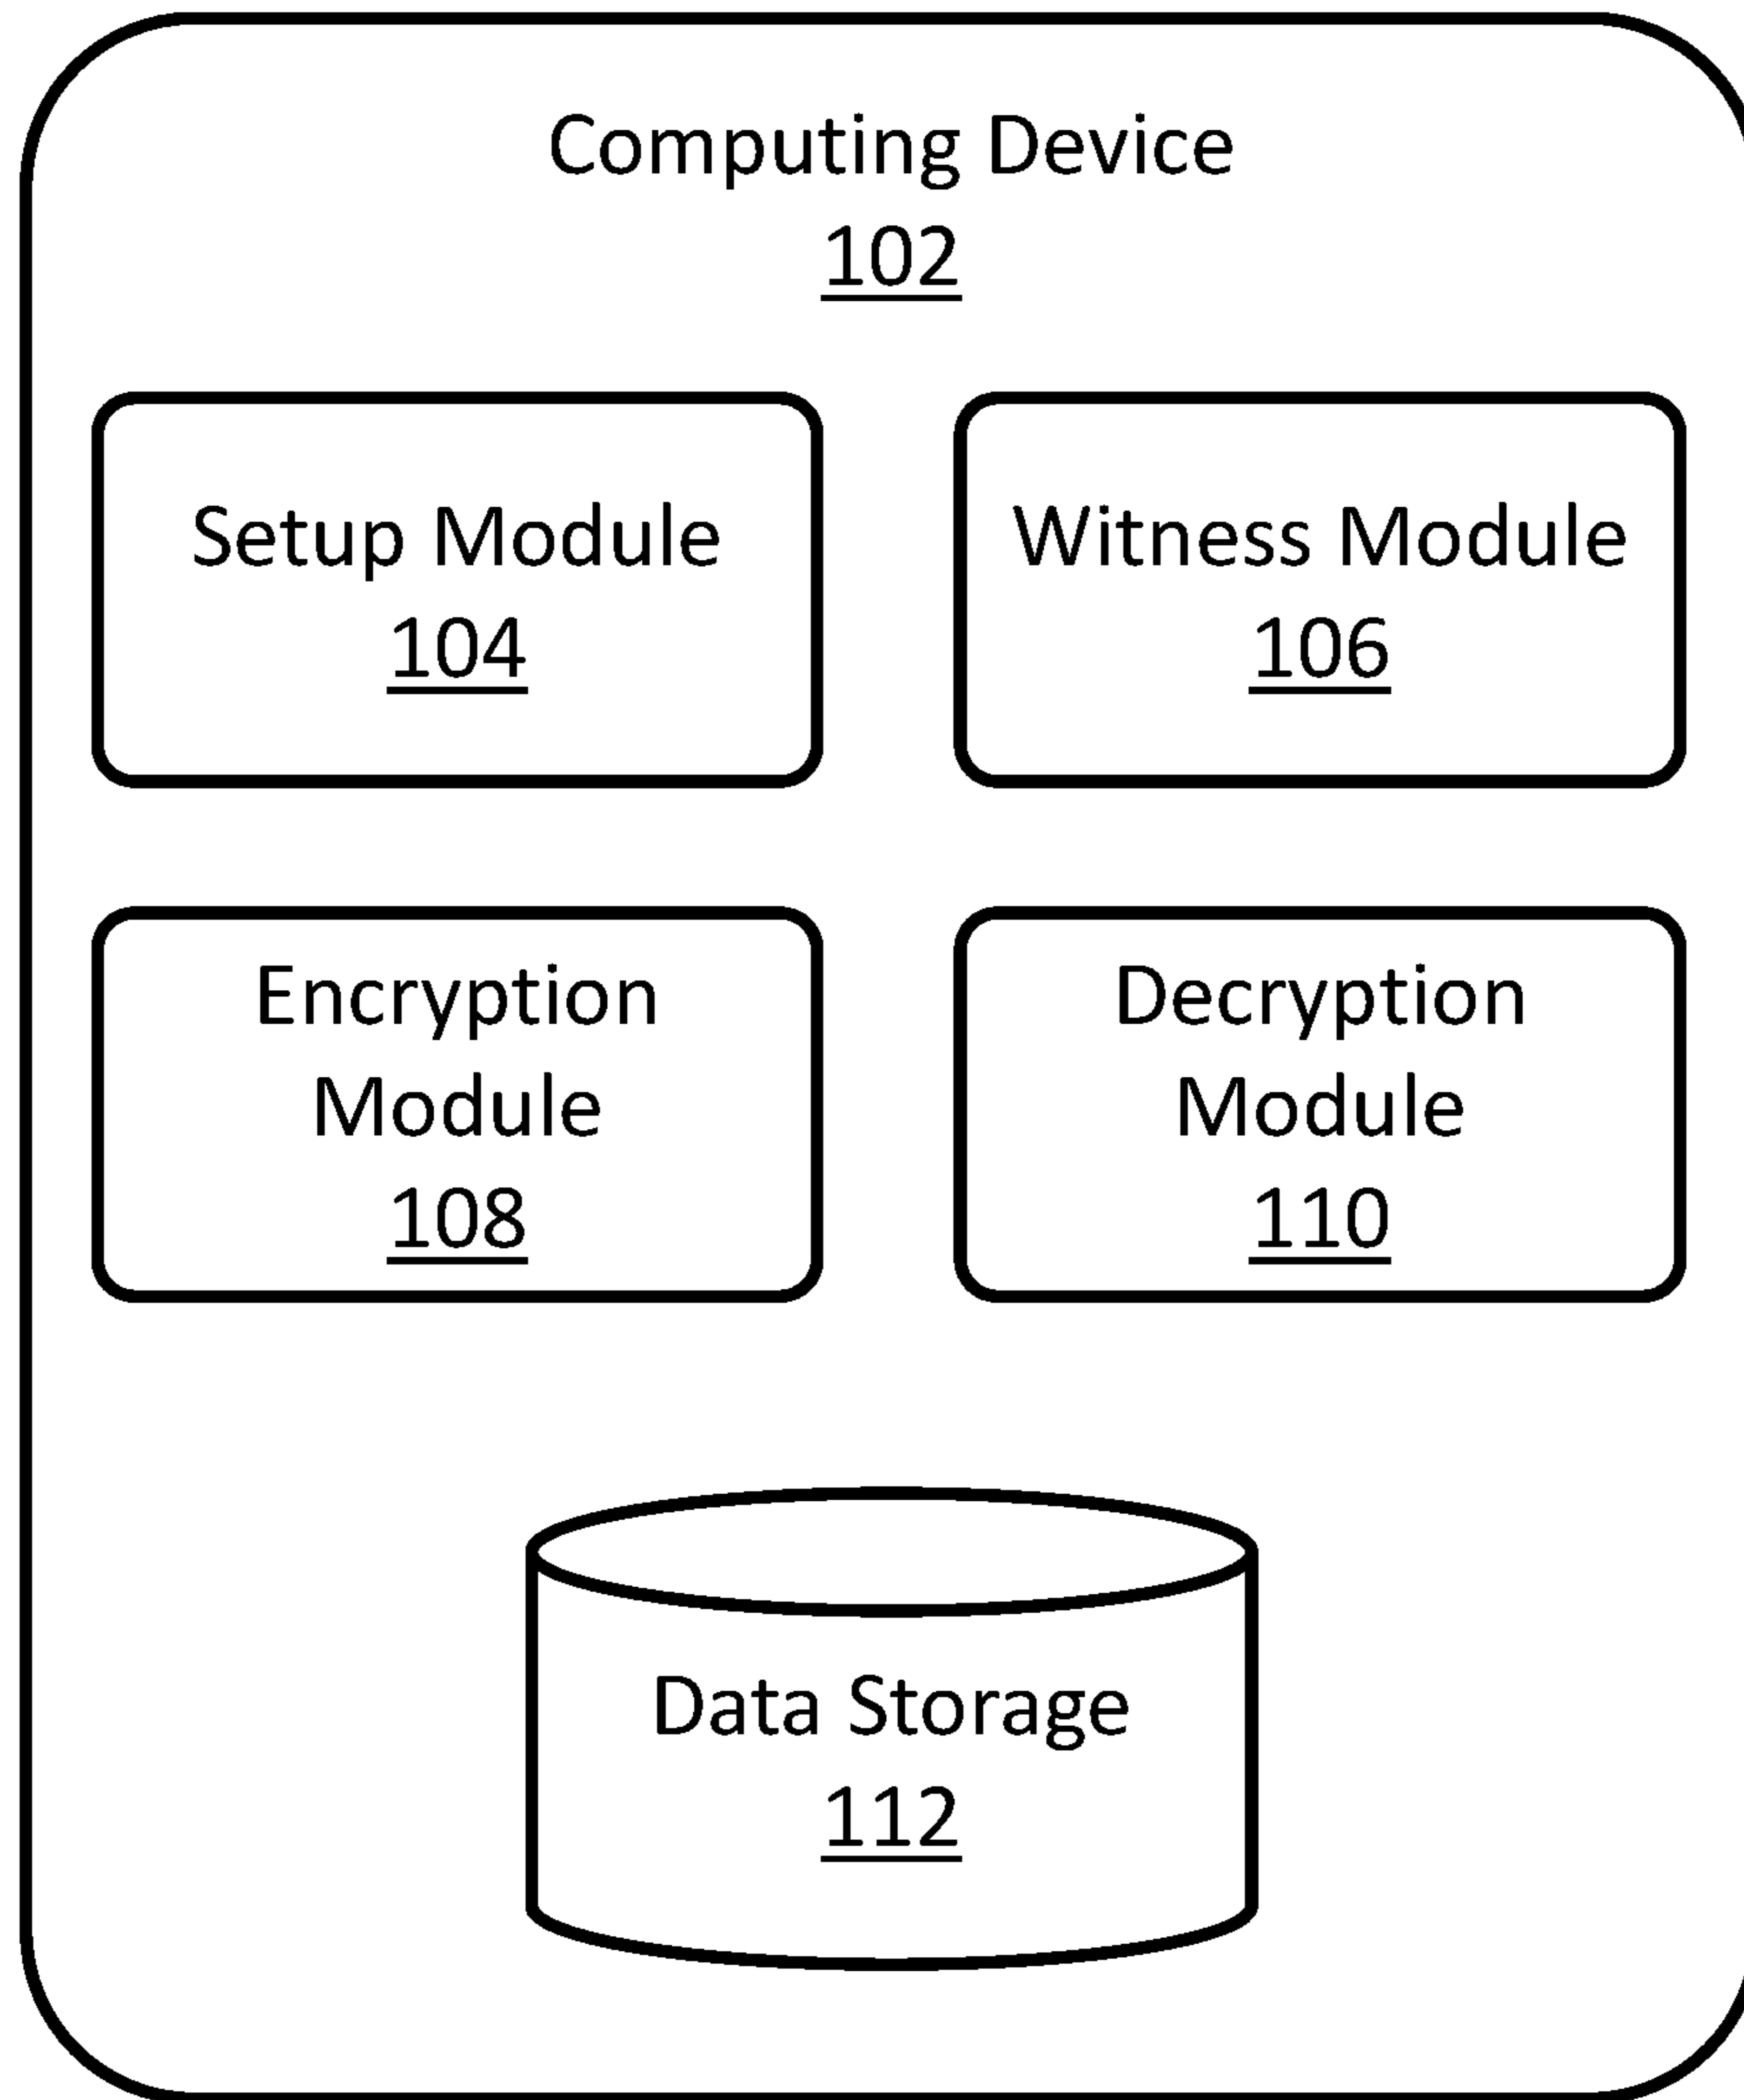 Computing Device
102
Setup Module
104
Witness Module
106
Encryption
Module
108
Decryption
Module
110
Data Storage
112